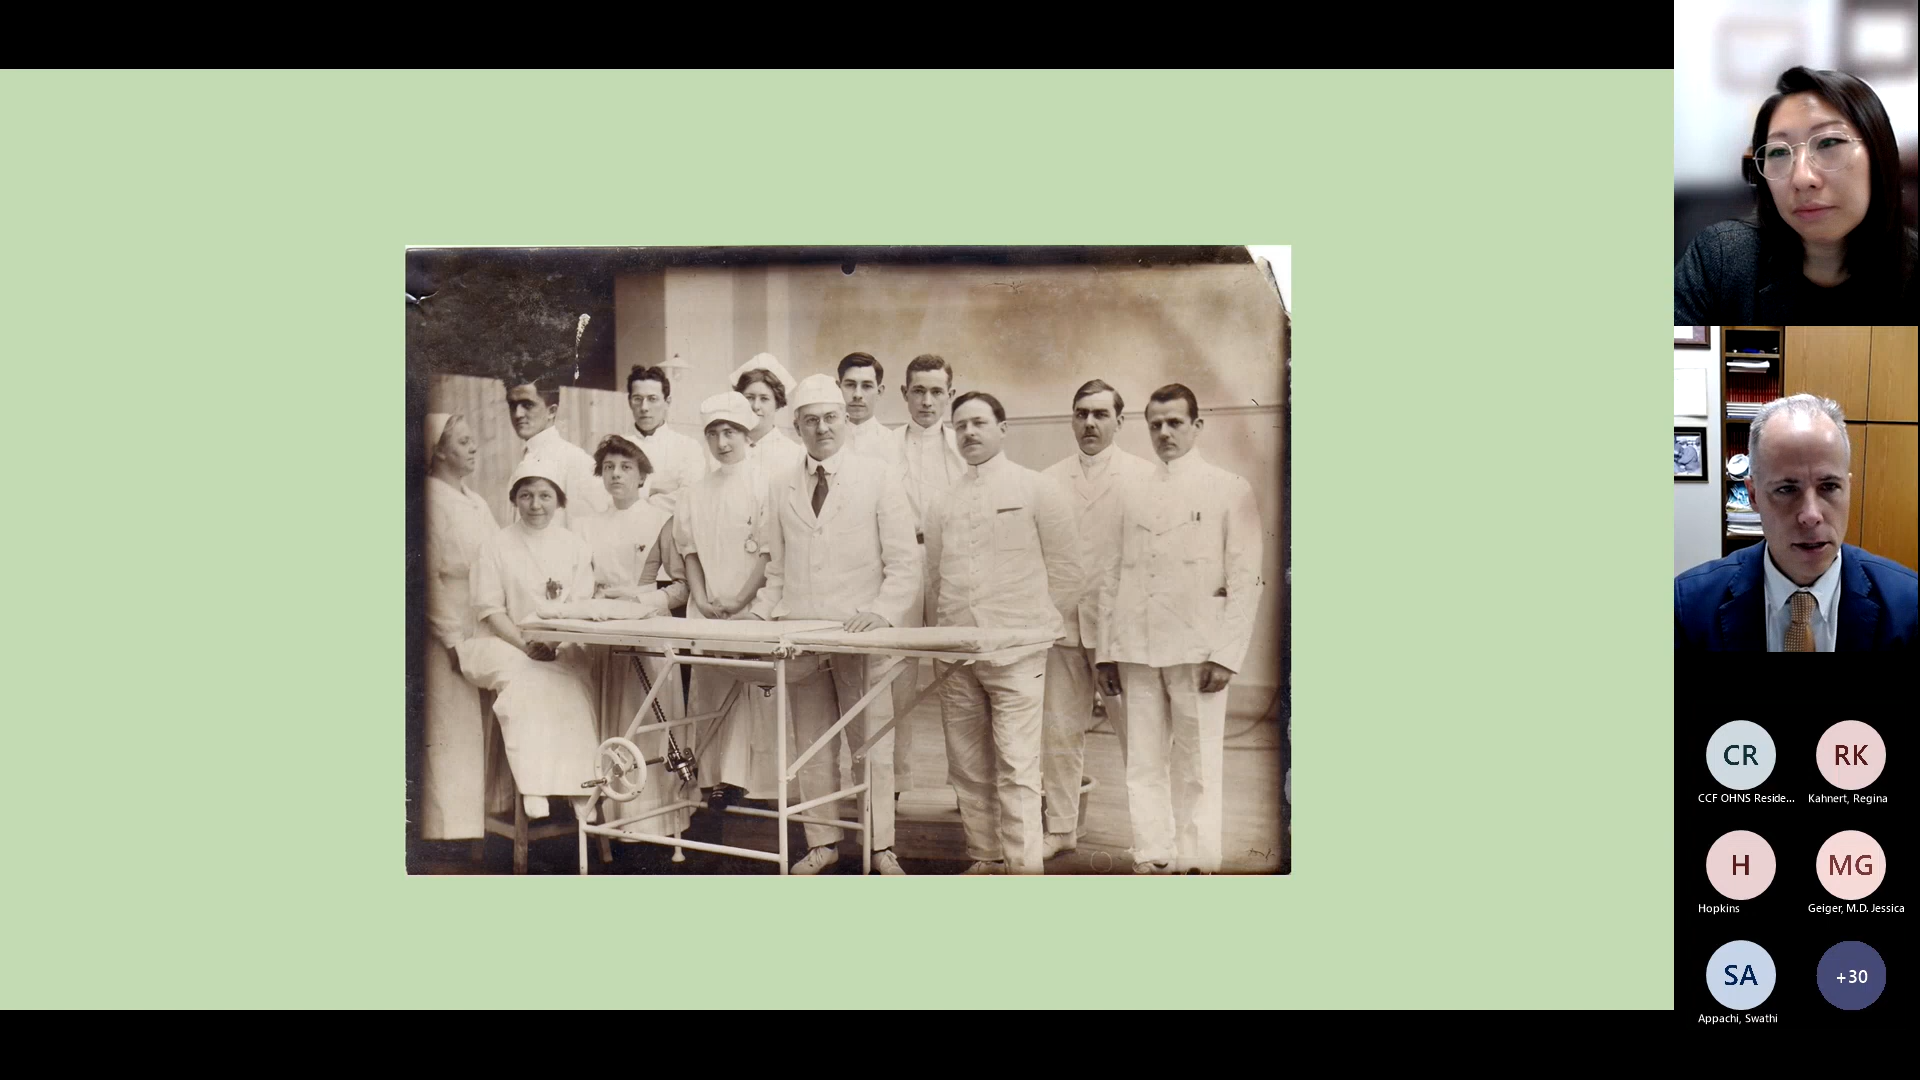 CR
RK
CCF OHNS Reside...
Kahnert, Regina
H
MG
Hopkins
Geiger, M.D. Jessica
SA
+30
Appachi, Swathi